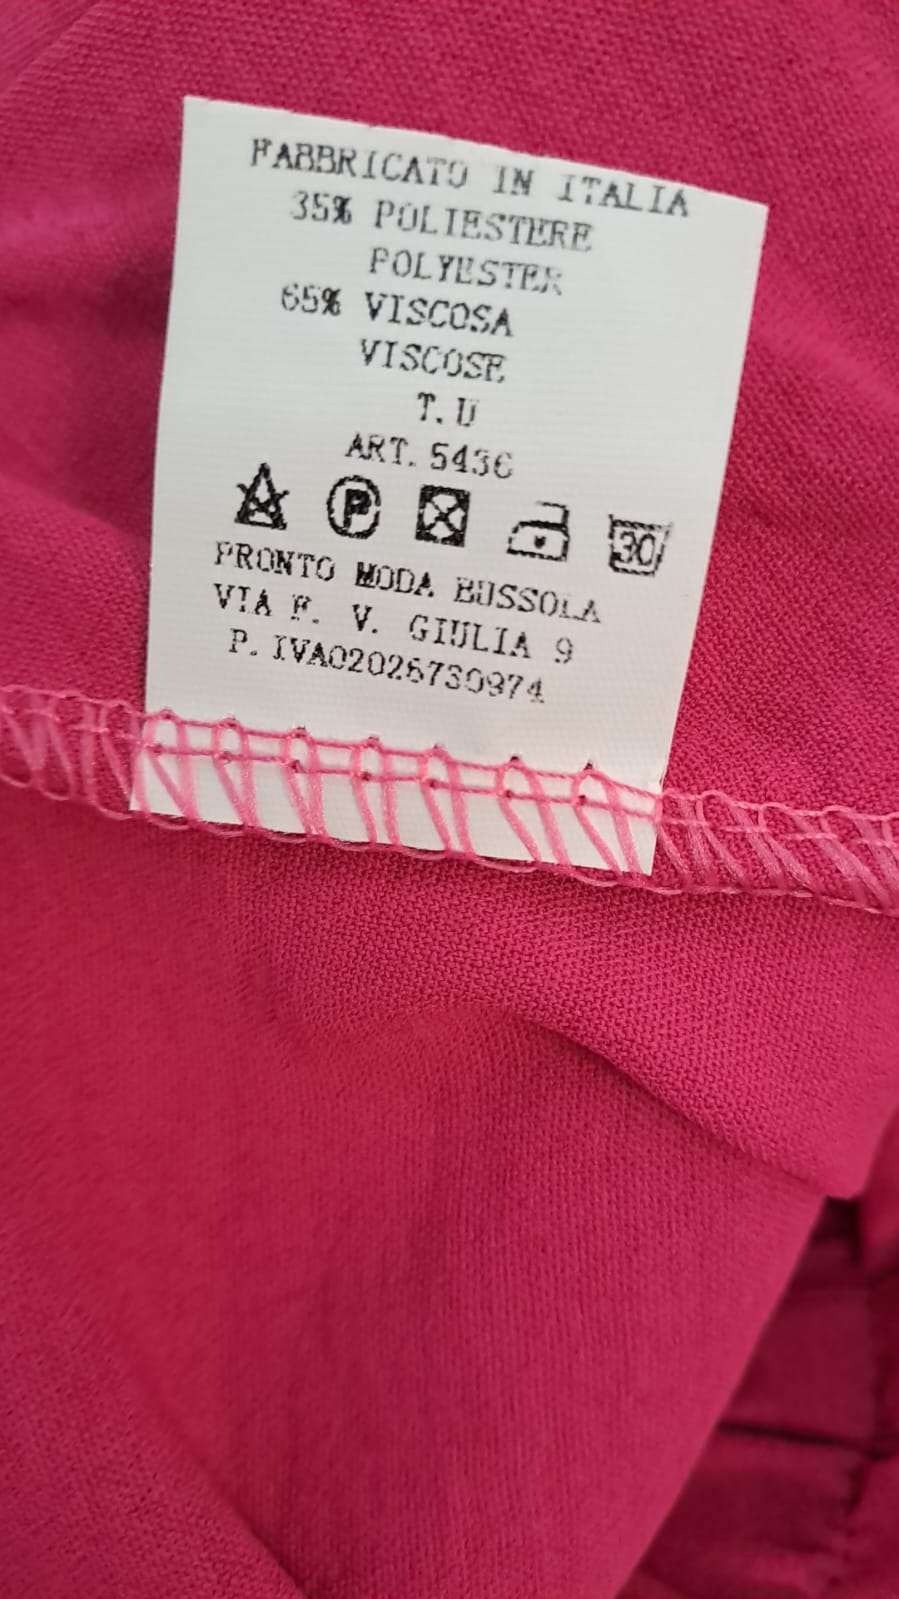 FABBRICATO IN ITALIA
35% POLIESTERE
POLYESTER
65% VISCOSA
VISCOSE
T.U
ART. 5436
P 30
PRONTO MODA BUSSOLA
VIA F. V. GIULIA 9
P.IVA02026730974